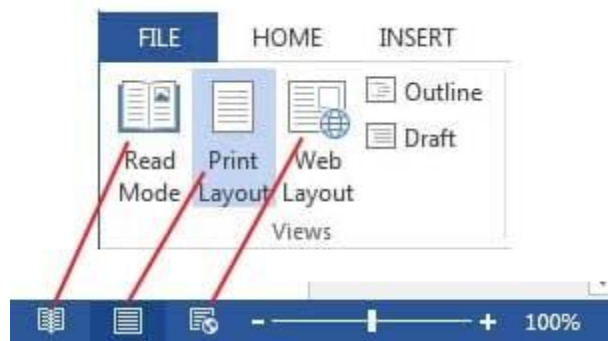 FILE HOME INSERT
Read Mode
Print Layout
Web Layout
Outline
Draft
Views
- + 100%